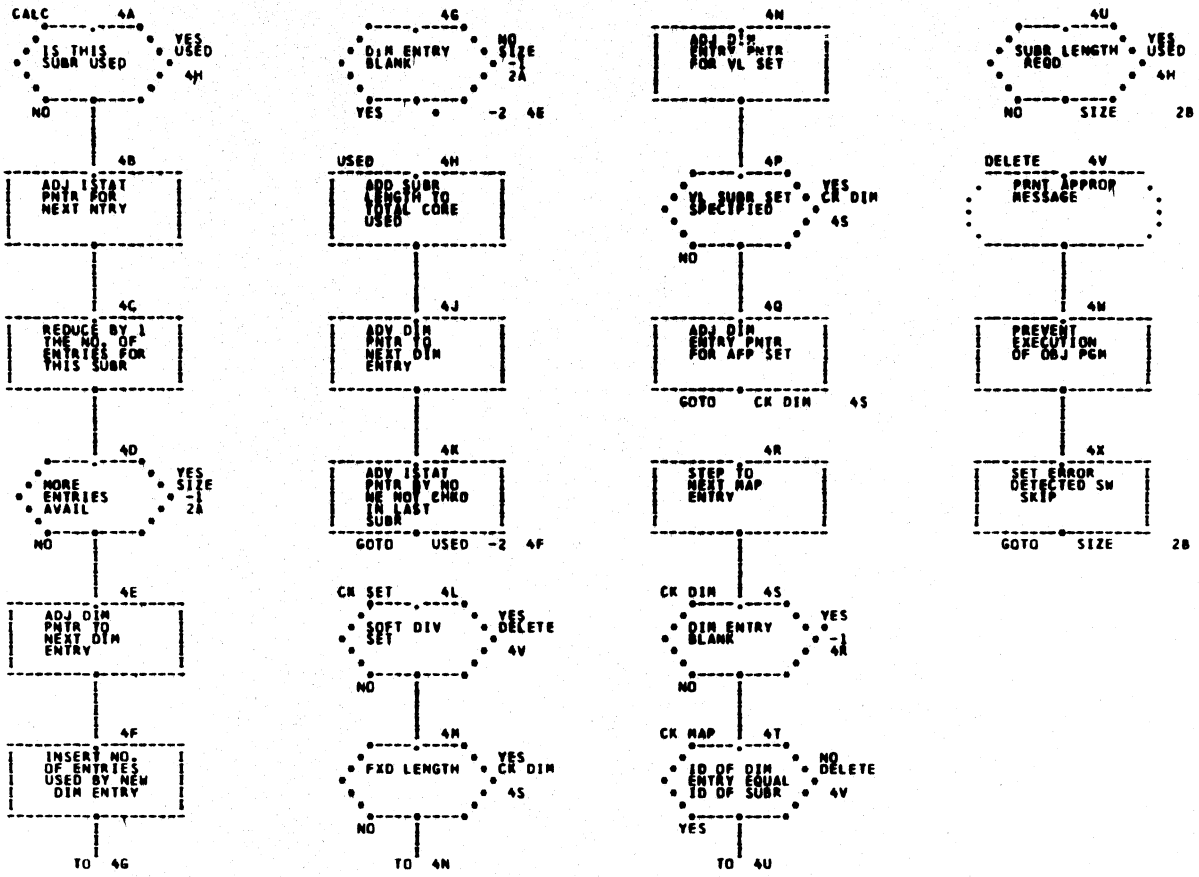 CALC 4A
IS THIS
SUBR USED
YES
USED
4H
NO
4B
ADJ ISTAT
PNTR FOR
NEXT NTRY
4C
REDUCE BY 1
THE NO. OF
ENTRIES FOR
THIS SUBR
4D
MORE
ENTRIES
AVAIL
YES
SIZE
-1
2A
NO
4E
ADJ DIM
PNTR TO
NEXT DIM
ENTRY
4F
INSERT NO.
OF ENTRIES
USED BY NEW
DIM ENTRY
TO 4G
4G
DIM ENTRY
BLANK
NO
SIZE
-1
2A
YES * -2 4E
USED 4H
ADD SUBR
LENGTH TO
TOTAL CORE
USED
4J
ADV DIM
PNTR TO
NEXT DIM
ENTRY
4K
ADV ISTAT
PNTR BY NO
NE NOT CHKD
IN LAST
SUBR
GOTO USED -2 4F
CK SET 4L
SOFT DIV
SET
YES
DELETE
4V
NO
4M
FXD LENGTH
YES
CK DIM
4S
NO
TO 4N
4N
ADJ DIM
ENTRY PNTR
FOR VL SET
4P
VL SUBR SET
SPECIFIED
YES
CK DIM
4S
NO
4Q
ADJ DIM
ENTRY PNTR
FOR AFP SET
GOTO CK DIM 4S
4R
STEP TO
NEXT MAP
ENTRY
CK DIM 4S
DIM ENTRY
BLANK
YES
-1
4R
NO
CK MAP 4T
ID OF DIM
ENTRY EQUAL
ID OF SUBR
NO
DELETE
4V
YES
TO 4U
4U
SUBR LENGTH
REQD
YES
USED
4H
NO SIZE 2B
DELETE 4V
PRNT APPROP
MESSAGE
4W
PREVENT
EXECUTION
OF OBJ PGM
4X
SET ERROR
DETECTED SW
SKIP
GOTO SIZE 2B